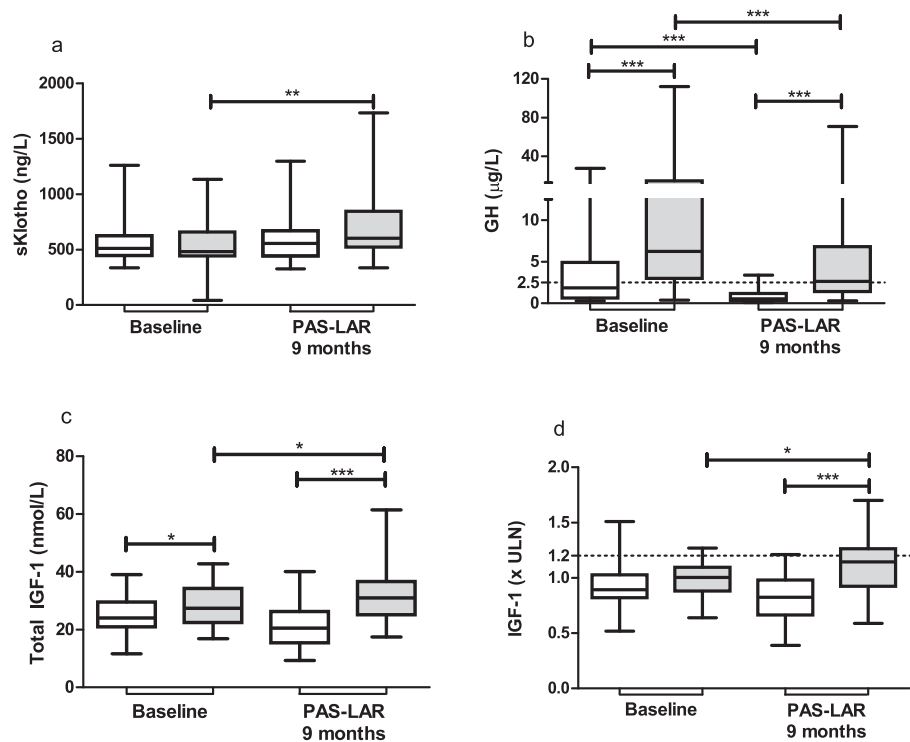 a
sKlotho (ng/L)
2000
1500
1000
500
0
**
Baseline
PAS-LAR
9 months
b
GH (µg/L)
120
80
40
10
5
2.5
0
***
***
***
***
Baseline
PAS-LAR
9 months
c
Total IGF-1 (nmol/L)
80
60
40
20
0
*
*
***
Baseline
PAS-LAR
9 months
d
IGF-1 (x ULN)
2.0
1.5
1.2
1.0
0.5
0.0
*
***
Baseline
PAS-LAR
9 months